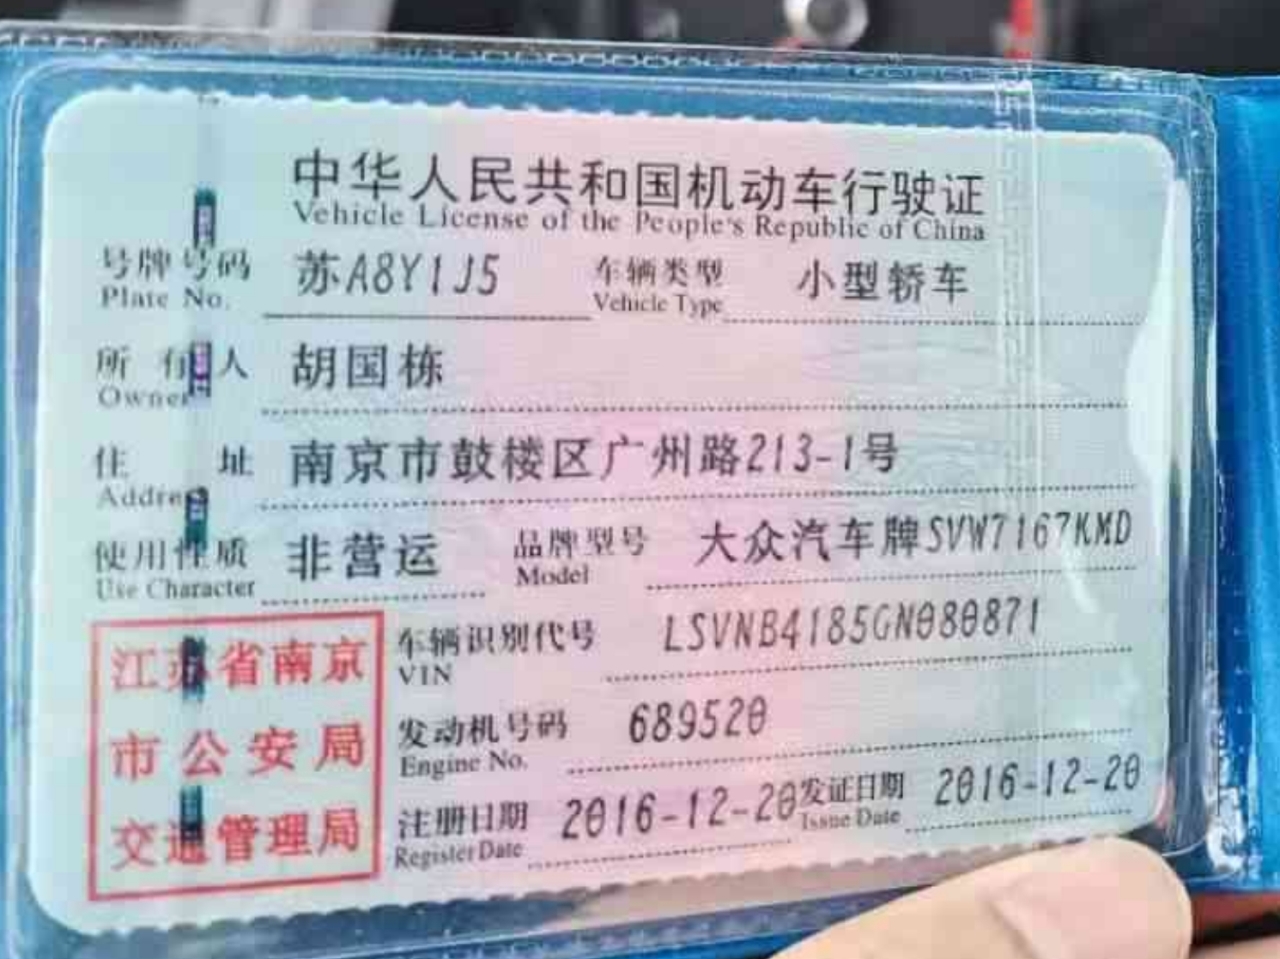 中华人民共和国机动车行驶证
Vehicle License of the People's Republic of China
号牌号码 苏A8Y1J5 车辆类型 小型轿车
Plate No. Vehicle Type
所有人 胡国栋
Owner
住址 南京市鼓楼区广州路213-1号
Address
使用性质 非营运 品牌型号 大众汽车牌SVW7167KMD
Use Character Model
江苏省南京
市公安局
交通管理局
车辆识别代号 LSVNB4185GN080871
VIN
发动机号码 689520
Engine No.
注册日期 2016-12-20 发证日期 2016-12-20
Register Date Issue Date